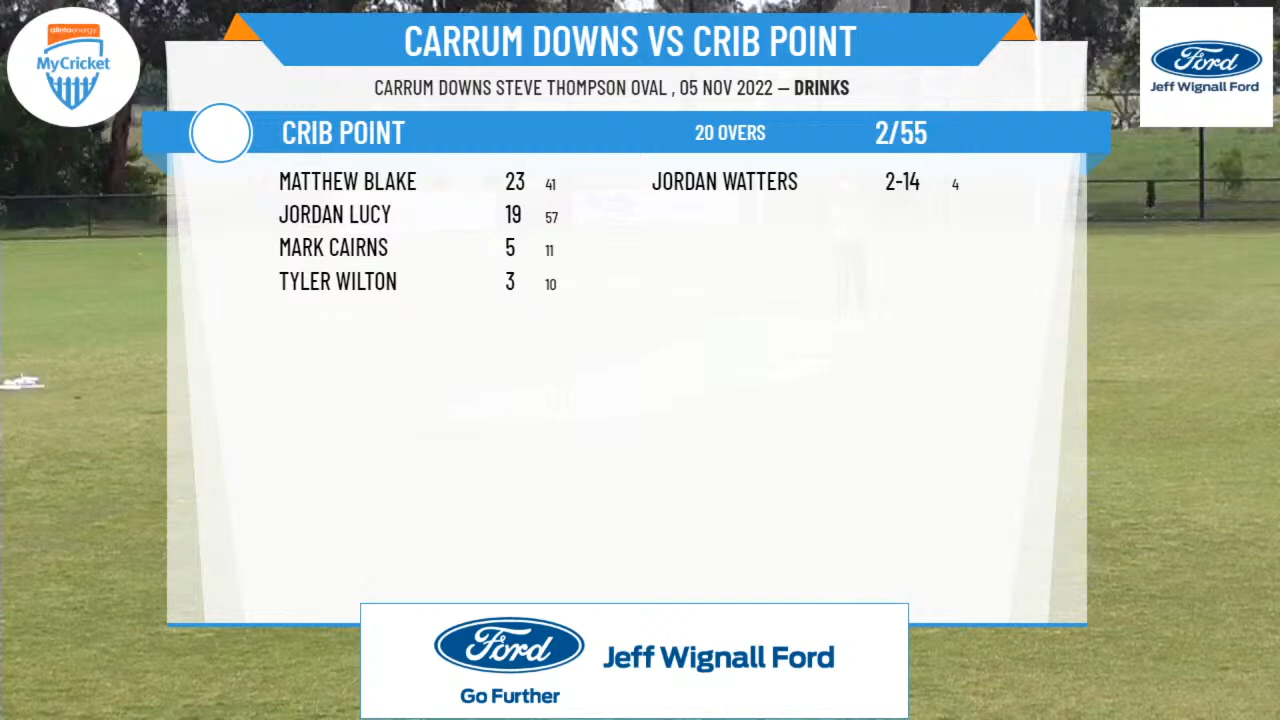 alintaenergy
MyCricket
CARRUM DOWNS VS CRIB POINT
CARRUM DOWNS STEVE THOMPSON OVAL , 05 NOV 2022 – DRINKS
Ford
Jeff Wignall Ford
CRIB POINT 20 OVERS 2/55
MATTHEW BLAKE 23 41 JORDAN WATTERS 2-14 4
JORDAN LUCY 19 57
MARK CAIRNS 5 11
TYLER WILTON 3 10
Ford Jeff Wignall Ford
Go Further